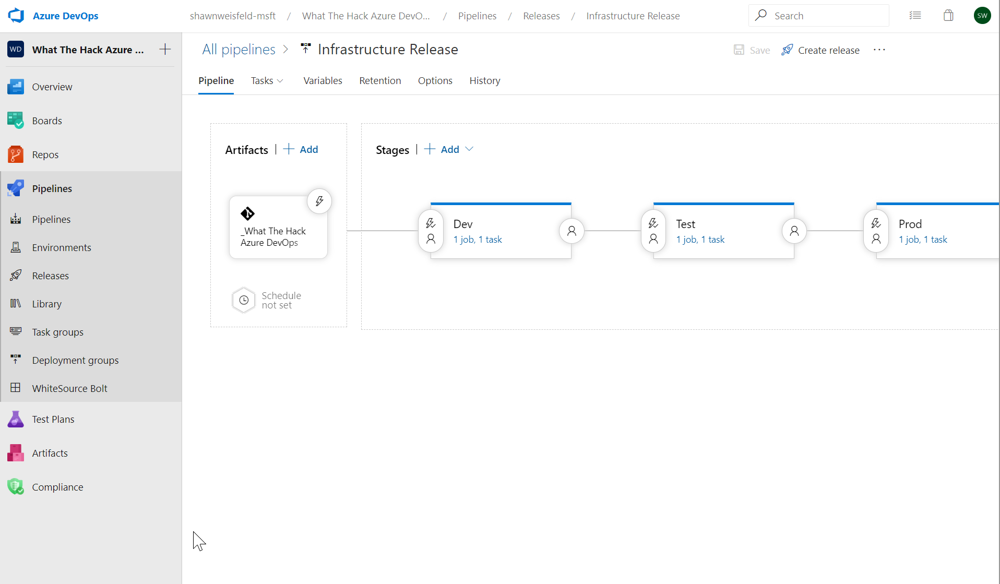 Azure DevOps
shawnweisfeld-msft / What The Hack Azure DevO... / Pipelines / Releases / Infrastructure Release
Search
SW
WD What The Hack Azure ...
All pipelines > Infrastructure Release
Save Create release ...
Pipeline Tasks Variables Retention Options History
Overview
Boards
Repos
Pipelines
Pipelines
Environments
Releases
Library
Task groups
Deployment groups
WhiteSource Bolt
Test Plans
Artifacts
Compliance
Artifacts | + Add
_What The Hack
Azure DevOps
Schedule
not set
Stages | + Add
Dev
1 job, 1 task
Test
1 job, 1 task
Prod
1 job, 1 task